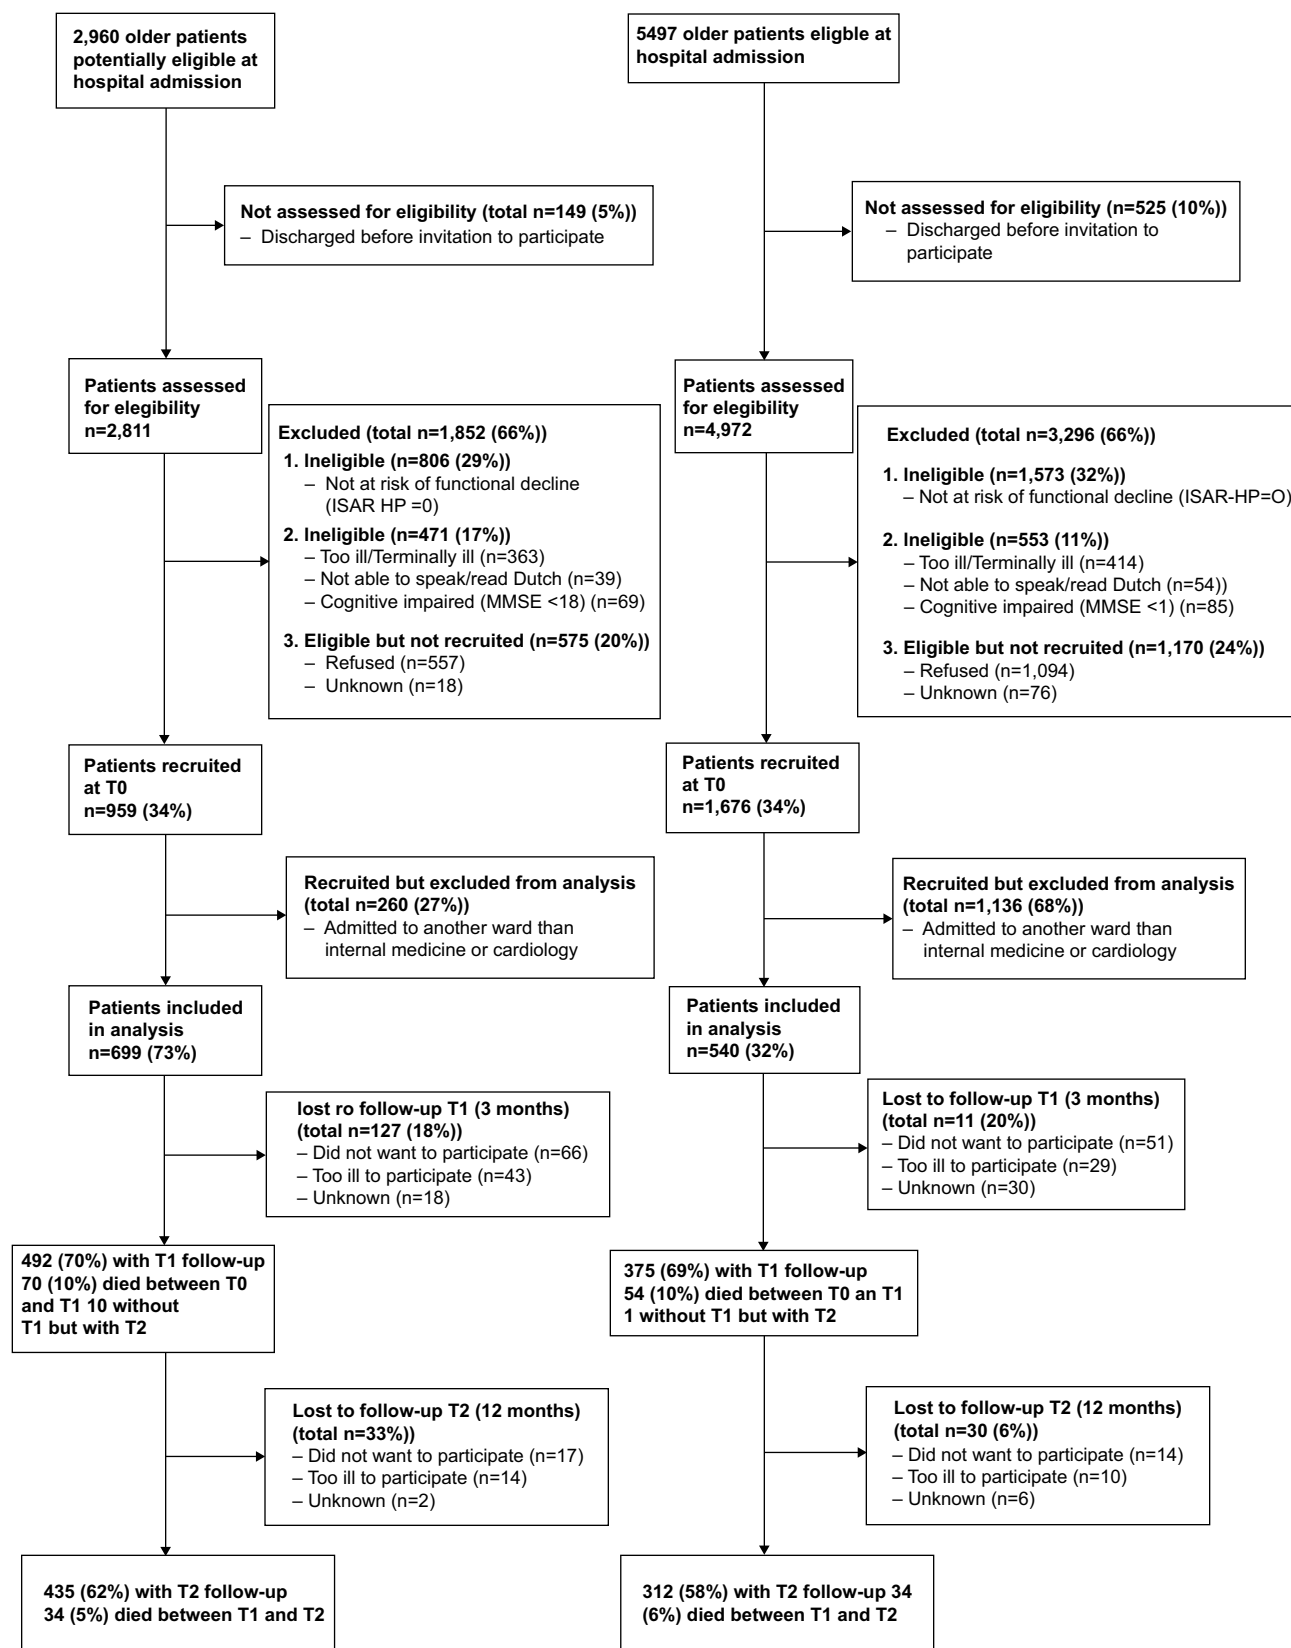 2,960 older patients
potentially eligible at
hospital admission
Not assessed for eligibility (total n=149 (5%))
– Discharged before invitation to participate
Patients assessed
for elegibility
n=2,811
Excluded (total n=1,852 (66%))
1. Ineligible (n=806 (29%))
– Not at risk of functional decline
(ISAR HP =0)
2. Ineligible (n=471 (17%))
– Too ill/Terminally ill (n=363)
– Not able to speak/read Dutch (n=39)
– Cognitive impaired (MMSE <18) (n=69)
3. Eligible but not recruited (n=575 (20%))
– Refused (n=557)
– Unknown (n=18)
Patients recruited
at T0
n=959 (34%)
Recruited but excluded from analysis
(total n=260 (27%))
– Admitted to another ward than
internal medicine or cardiology
Patients included
in analysis
n=699 (73%)
lost ro follow-up T1 (3 months)
(total n=127 (18%))
– Did not want to participate (n=66)
– Too ill to participate (n=43)
– Unknown (n=18)
492 (70%) with T1 follow-up
70 (10%) died between T0
and T1 10 without
T1 but with T2
Lost to follow-up T2 (12 months)
(total n=33%))
– Did not want to participate (n=17)
– Too ill to participate (n=14)
– Unknown (n=2)
435 (62%) with T2 follow-up
34 (5%) died between T1 and T2
5497 older patients eligble at
hospital admission
Not assessed for eligibility (n=525 (10%))
– Discharged before invitation to
participate
Patients assessed
for elegibility
n=4,972
Excluded (total n=3,296 (66%))
1. Ineligible (n=1,573 (32%))
– Not at risk of functional decline (ISAR-HP=O)
2. Ineligible (n=553 (11%))
– Too ill/Terminally ill (n=414)
– Not able to speak/read Dutch (n=54))
– Cognitive impaired (MMSE <1) (n=85)
3. Eligible but not recruited (n=1,170 (24%))
– Refused (n=1,094)
– Unknown (n=76)
Patients recruited
at T0
n=1,676 (34%)
Recruited but excluded from analysis
(total n=1,136 (68%))
– Admitted to another ward than
internal medicine or cardiology
Patients included
in analysis
n=540 (32%)
Lost to follow-up T1 (3 months)
(total n=11 (20%))
– Did not want to participate (n=51)
– Too ill to participate (n=29)
– Unknown (n=30)
375 (69%) with T1 follow-up
54 (10%) died between T0 an T1
1 without T1 but with T2
Lost to follow-up T2 (12 months)
(total n=30 (6%))
– Did not want to participate (n=14)
– Too ill to participate (n=10)
– Unknown (n=6)
312 (58%) with T2 follow-up 34
(6%) died between T1 and T2